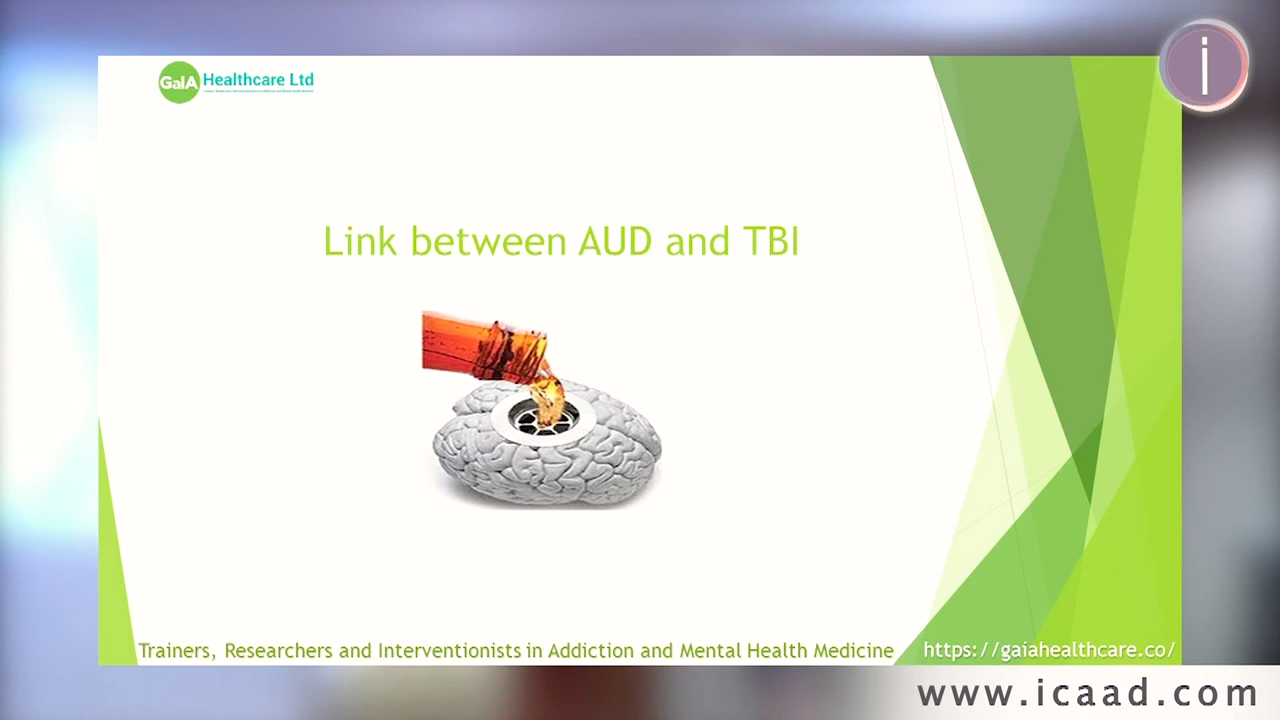 GaIA Healthcare Ltd
Link between AUD and TBI
Trainers, Researchers and Interventionists in Addiction and Mental Health Medicine
https://gaiahealthcare.co/
i
www.icaad.com